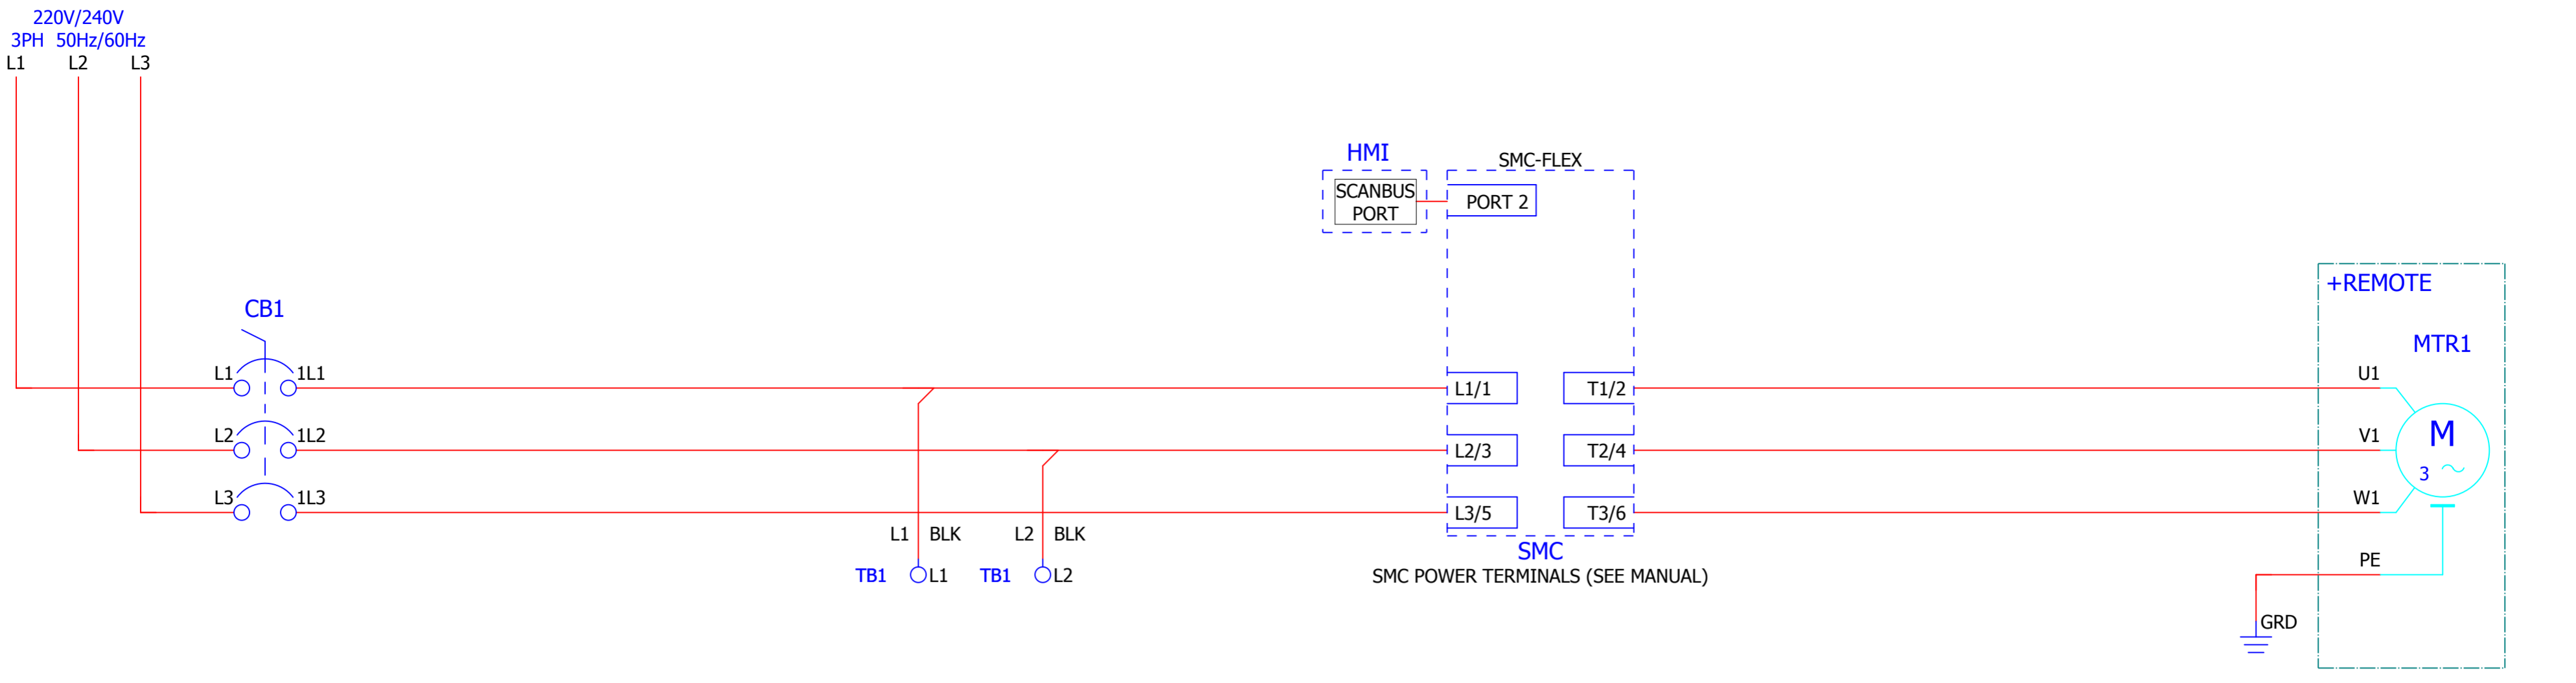 220V/240V
3PH 50Hz/60Hz
L1 L2 L3
HMI
SCANBUS
PORT
SMC-FLEX
PORT 2
+REMOTE
CB1
MTR1
L1 1L1
L1/1 T1/2
U1
L2 1L2
L2/3 T2/4
V1
M
3
L3 1L3
L3/5 T3/6
W1
L1 BLK
L2 BLK
SMC
SMC POWER TERMINALS (SEE MANUAL)
TB1 L1
TB1 L2
PE
GRD